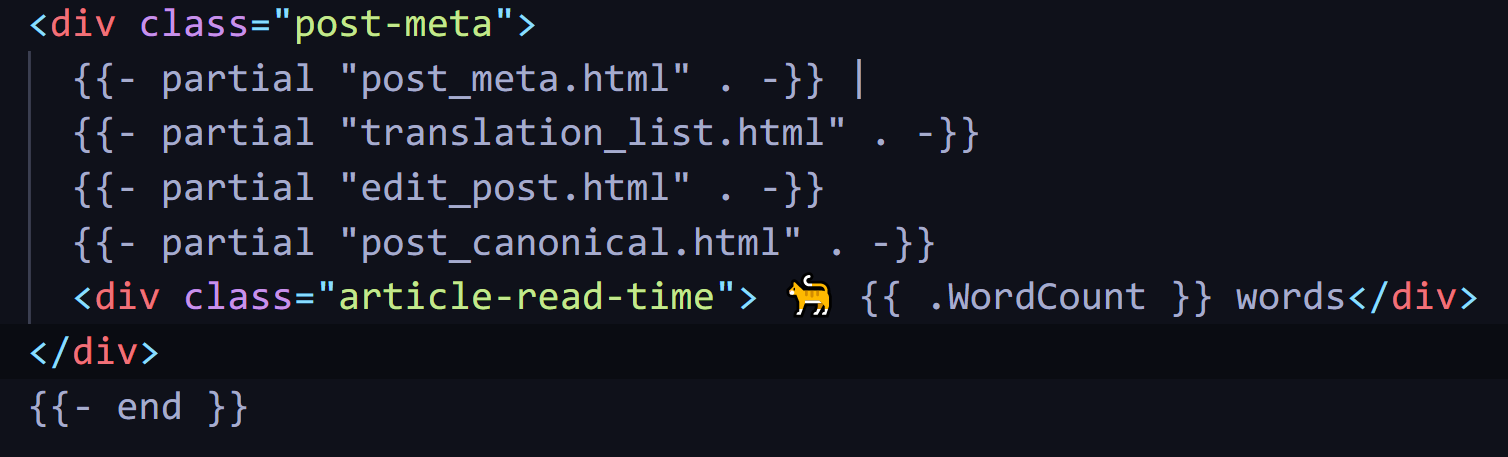 <div class="post-meta">
{{- partial "post_meta.html" . -}} |
{{- partial "translation_list.html" . -}}
{{- partial "edit_post.html" . -}}
{{- partial "post_canonical.html" . -}}
<div class="article-read-time"> 🐈 {{ .WordCount }} words</div>
</div>
{{- end }}